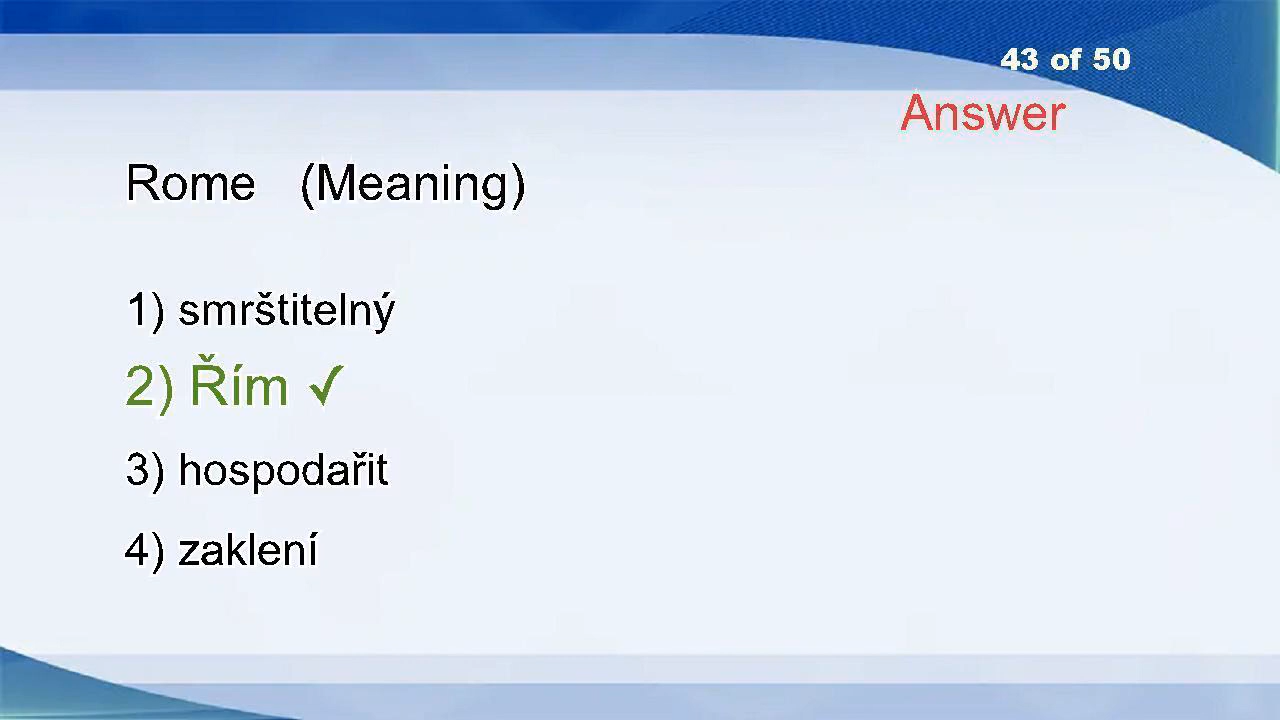 43 of 50
Answer
Rome (Meaning)
1) smrštitelný
2) Řím ✓
3) hospodařit
4) zaklení